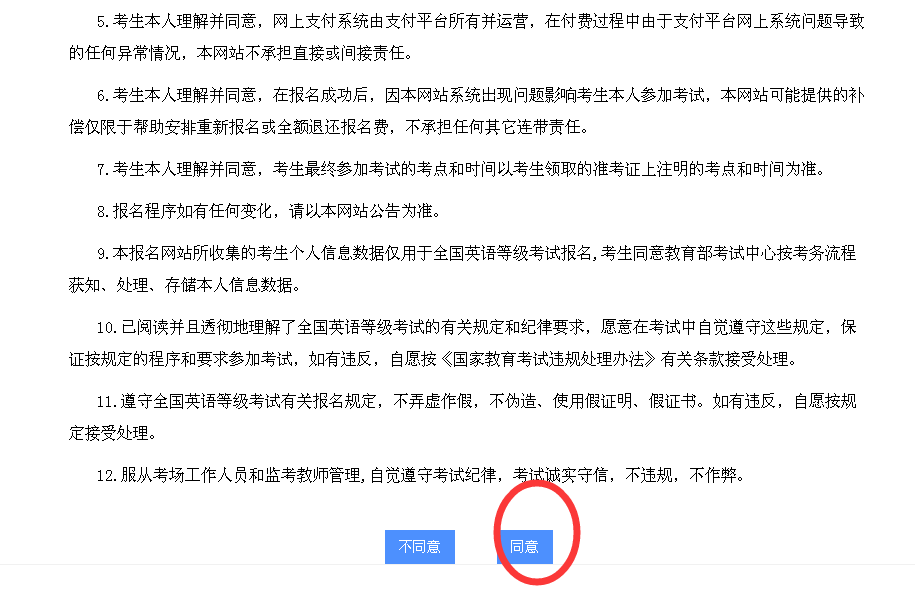 5.考生本人理解并同意，网上支付系统由支付平台所有并运营，在付费过程中由于支付平台网上系统问题导致
的任何异常情况，本网站不承担直接或间接责任。
6.考生本人理解并同意，在报名成功后，因本网站系统出现问题影响考生本人参加考试，本网站可能提供的补
偿仅限于帮助安排重新报名或全额退还报名费，不承担任何其它连带责任。
7.考生本人理解并同意，考生最终参加考试的考点和时间以考生领取的准考证上注明的考点和时间为准。
8.报名程序如有任何变化，请以本网站公告为准。
9.本报名网站所收集的考生个人信息数据仅用于全国英语等级考试报名,考生同意教育部考试中心按考务流程
获知、处理、存储本人信息数据。
10.已阅读并且透彻地理解了全国英语等级考试的有关规定和纪律要求，愿意在考试中自觉遵守这些规定，保
证按规定的程序和要求参加考试，如有违反，自愿按《国家教育考试违规处理办法》有关条款接受处理。
11.遵守全国英语等级考试有关报名规定，不弄虚作假，不伪造、使用假证明、假证书。如有违反，自愿按规
定接受处理。
12.服从考场工作人员和监考教师管理,自觉遵守考试纪律，考试诚实守信，不违规，不作弊。
不同意 同意